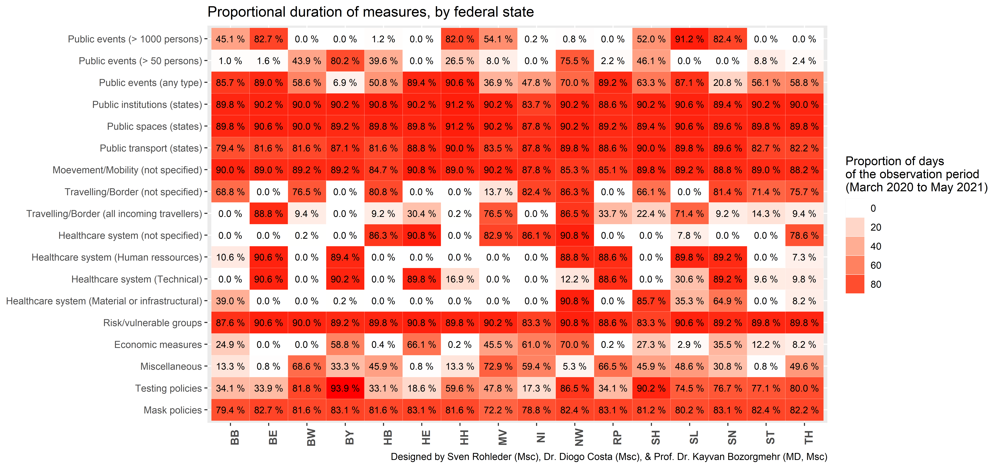 Proportional duration of measures, by federal state
Public events (> 1000 persons) 45.1 % 82.7 % 0.0 % 0.0 % 1.2 % 0.0 % 82.0 % 54.1 % 0.2 % 0.8 % 0.0 % 52.0 % 91.2 % 82.4 % 0.0 % 0.0 %
Public events (> 50 persons) 1.0 % 1.6 % 43.9 % 80.2 % 39.6 % 0.0 % 26.5 % 8.0 % 0.0 % 75.5 % 2.2 % 46.1 % 0.0 % 0.0 % 8.8 % 2.4 %
Public events (any type) 85.7 % 89.0 % 58.6 % 6.9 % 50.8 % 89.4 % 90.6 % 36.9 % 47.8 % 70.0 % 89.2 % 63.3 % 87.1 % 20.8 % 56.1 % 58.8 %
Public institutions (states) 89.8 % 90.2 % 90.0 % 90.2 % 90.8 % 90.2 % 91.2 % 90.2 % 83.7 % 90.2 % 88.6 % 90.2 % 90.6 % 89.4 % 90.2 % 90.0 %
Public spaces (states) 89.8 % 90.6 % 90.0 % 89.2 % 89.8 % 89.8 % 91.2 % 90.2 % 87.8 % 90.2 % 89.2 % 89.4 % 90.6 % 89.6 % 89.8 % 89.8 %
Public transport (states) 79.4 % 81.6 % 81.6 % 87.1 % 81.6 % 88.8 % 90.0 % 83.5 % 87.8 % 89.8 % 88.6 % 90.0 % 89.8 % 89.6 % 82.7 % 82.2 %
Moevement/Mobility (not specified) 90.0 % 89.0 % 89.2 % 89.2 % 84.7 % 90.8 % 89.0 % 90.2 % 87.8 % 85.3 % 85.1 % 89.8 % 89.2 % 88.8 % 89.0 % 88.2 %
Travelling/Border (not specified) 68.8 % 0.0 % 76.5 % 0.0 % 80.8 % 0.0 % 0.0 % 13.7 % 82.4 % 86.3 % 0.0 % 66.1 % 0.0 % 81.4 % 71.4 % 75.7 %
Travelling/Border (all incoming travellers) 0.0 % 88.8 % 9.4 % 0.0 % 9.2 % 30.4 % 0.2 % 76.5 % 0.0 % 86.5 % 33.7 % 22.4 % 71.4 % 9.2 % 14.3 % 9.4 %
Healthcare system (not specified) 0.0 % 0.0 % 0.2 % 0.0 % 86.3 % 90.8 % 0.0 % 82.9 % 86.1 % 90.8 % 0.0 % 0.0 % 7.8 % 0.0 % 0.0 % 78.6 %
Healthcare system (Human ressources) 10.6 % 90.6 % 0.0 % 89.4 % 0.0 % 0.0 % 0.0 % 0.0 % 0.0 % 88.8 % 88.6 % 0.0 % 89.8 % 89.2 % 0.0 % 7.3 %
Healthcare system (Technical) 0.0 % 90.6 % 0.0 % 90.2 % 0.0 % 89.8 % 16.9 % 0.0 % 0.0 % 12.2 % 88.6 % 0.0 % 30.6 % 89.2 % 9.6 % 9.8 %
Healthcare system (Material or infrastructural) 39.0 % 0.0 % 0.0 % 0.2 % 0.0 % 0.0 % 0.0 % 0.0 % 0.0 % 90.8 % 0.0 % 85.7 % 35.3 % 64.9 % 0.0 % 8.2 %
Risk/vulnerable groups 87.6 % 90.6 % 90.0 % 89.2 % 89.8 % 90.8 % 89.8 % 90.2 % 83.3 % 90.8 % 88.6 % 83.3 % 90.6 % 89.2 % 89.8 % 89.8 %
Economic measures 24.9 % 0.0 % 0.0 % 58.8 % 0.4 % 66.1 % 0.2 % 45.5 % 61.0 % 70.0 % 0.2 % 27.3 % 2.9 % 35.5 % 12.2 % 8.2 %
Miscellaneous 13.3 % 0.8 % 68.6 % 33.3 % 45.9 % 0.8 % 13.3 % 72.9 % 59.4 % 5.3 % 66.5 % 45.9 % 48.6 % 30.8 % 0.8 % 49.6 %
Testing policies 34.1 % 33.9 % 81.8 % 93.9 % 33.1 % 18.6 % 59.6 % 47.8 % 17.3 % 86.5 % 34.1 % 90.2 % 74.5 % 76.7 % 77.1 % 80.0 %
Mask policies 79.4 % 82.7 % 81.6 % 83.1 % 81.6 % 83.1 % 81.6 % 72.2 % 78.8 % 82.4 % 83.1 % 81.2 % 80.2 % 83.1 % 82.4 % 82.2 %
BB BE BW BY HB HE HH MV NI NW RP SH SL SN ST TH
Proportion of days
of the observation period
(March 2020 to May 2021)
0
20
40
60
80
Designed by Sven Rohleder (Msc), Dr. Diogo Costa (Msc), & Prof. Dr. Kayvan Bozorgmehr (MD, Msc)